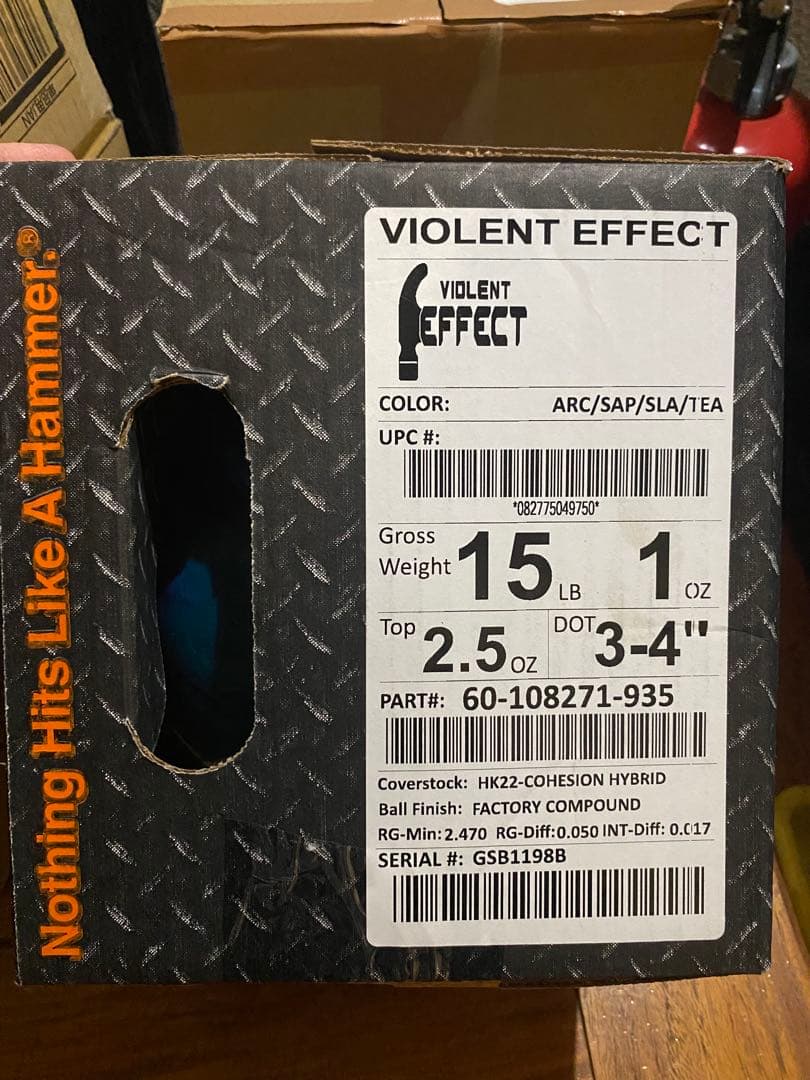 Nothing Hits Like A Hammer.®
VIOLENT EFFECT
VIOLENT
EFFECT
COLOR: ARC/SAP/SLA/TEA
UPC #:
*082775049750*
Gross
Weight 15 LB 1 OZ
Top 2.5 OZ DOT 3-4"
PART#: 60-108271-935
Coverstock: HK22-COHESION HYBRID
Ball Finish: FACTORY COMPOUND
RG-Min: 2.470 RG-Diff: 0.050 INT-Diff: 0.017
SERIAL #: GSB1198B